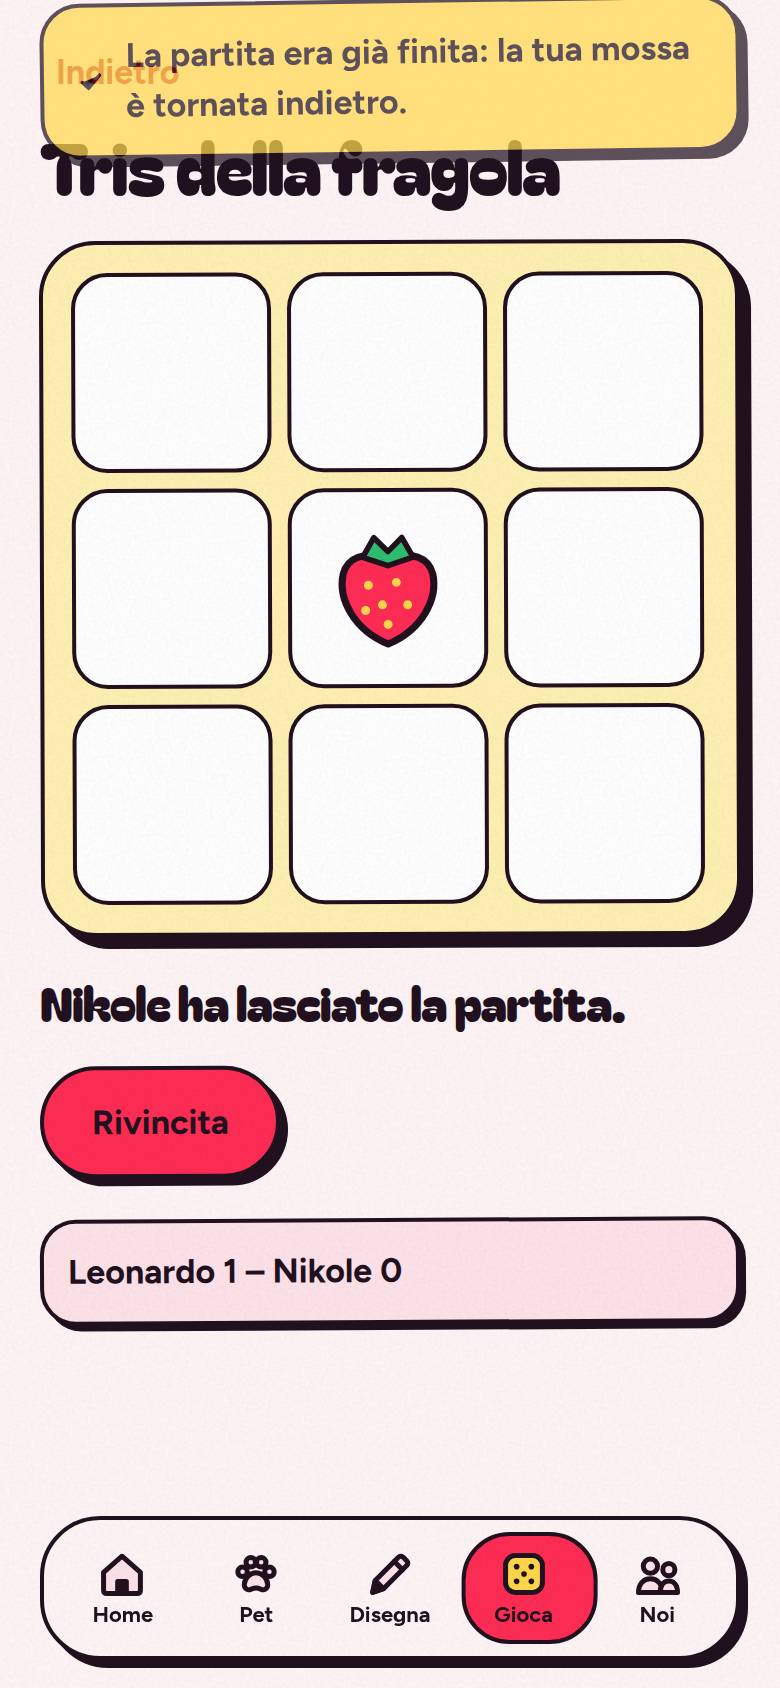 La partita era già finita: la tua mossa
è tornata indietro.
Indietro
Tris della fragola
Nikole ha lasciato la partita.
Rivincita
Leonardo 1 – Nikole 0
Home
Pet
Disegna
Gioca
Noi